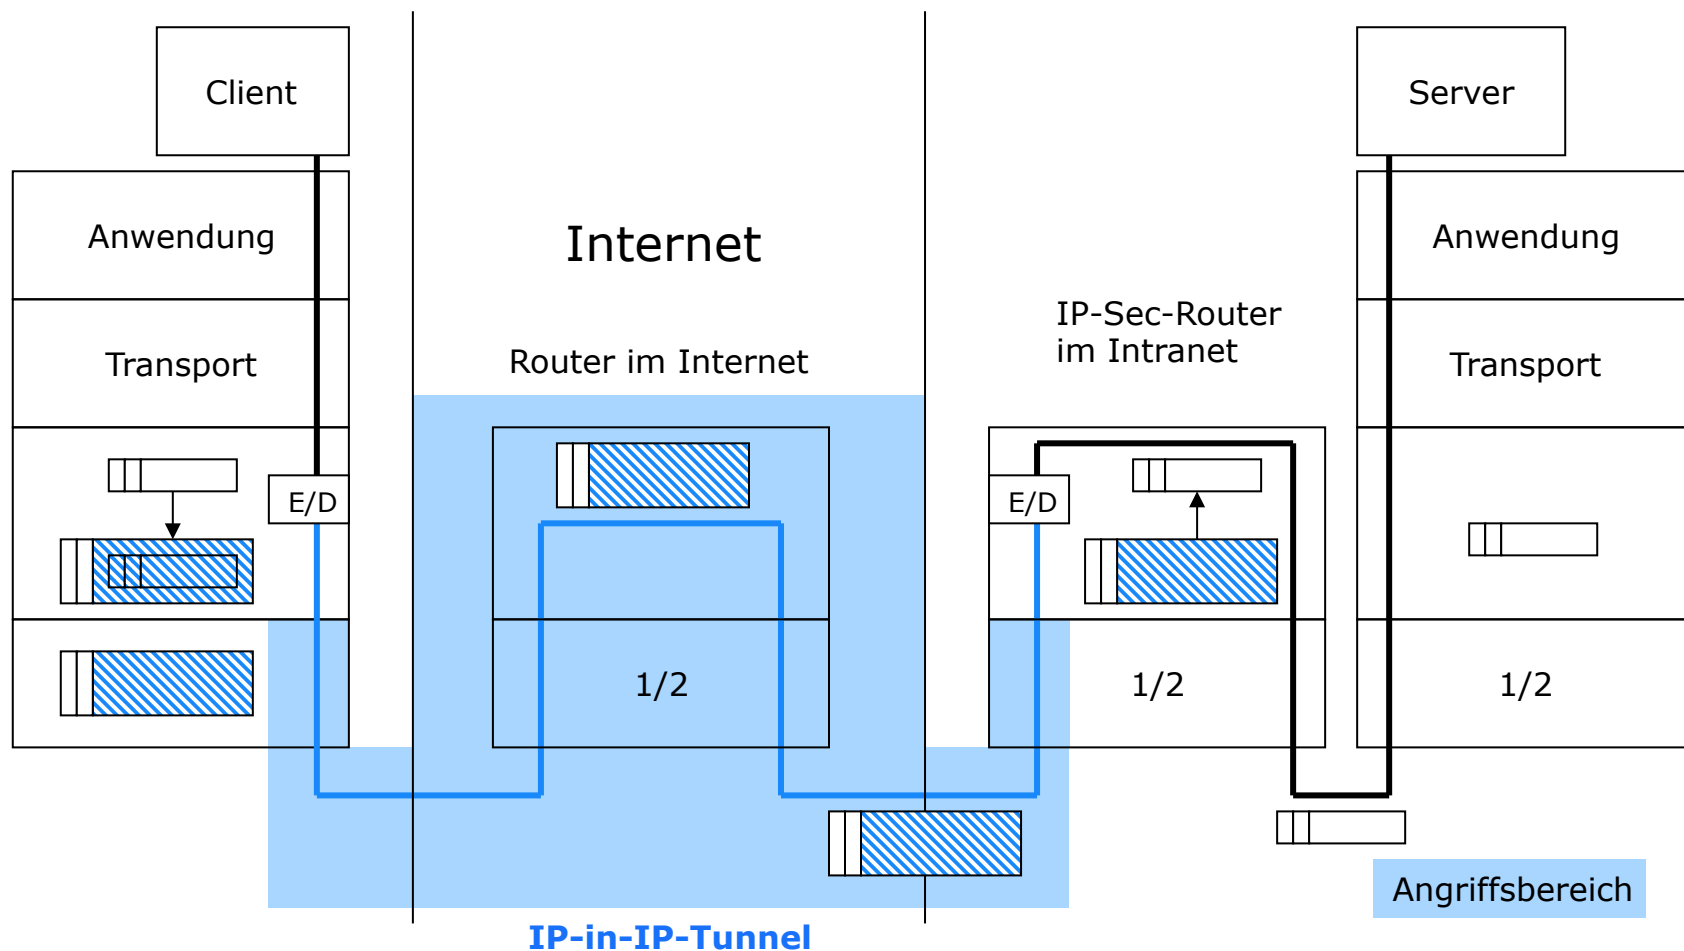 Client
Server
Anwendung
Internet
Anwendung
IP-Sec-Router
im Intranet
Transport
Router im Internet
Transport
E/D
E/D
1/2
1/2
1/2
Angriffsbereich
IP-in-IP-Tunnel